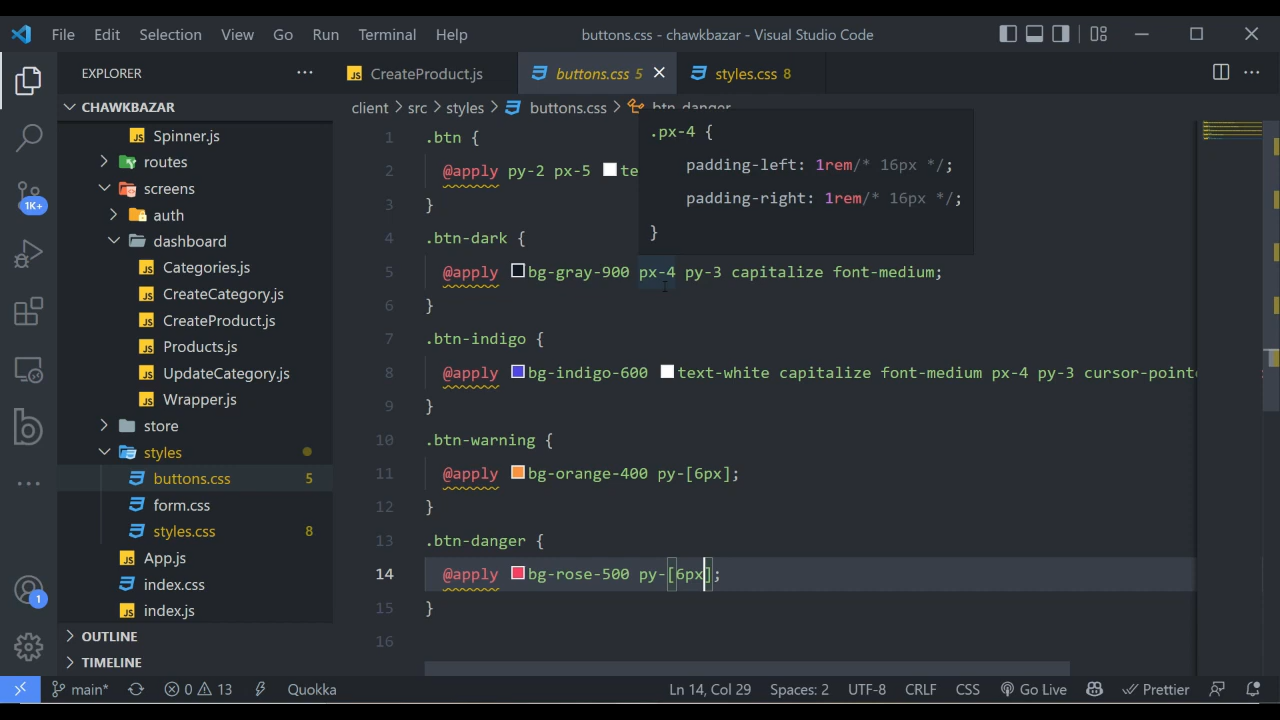 File Edit Selection View Go Run Terminal Help buttons.css - chawkbazar - Visual Studio Code
EXPLORER ...
CHAWKBAZAR
Spinner.js
routes
screens
auth
dashboard
Categories.js
CreateCategory.js
CreateProduct.js
Products.js
UpdateCategory.js
Wrapper.js
store
styles
buttons.css 5
form.css
styles.css 8
App.js
index.css
index.js
OUTLINE
TIMELINE
1K+
1
JS CreateProduct.js buttons.css 5 styles.css 8
client > src > styles > buttons.css > .btn-danger
1 .btn {
2 @apply py-2 px-5
3 }
4 .btn-dark {
5 @apply bg-gray-900 px-4 py-3 capitalize font-medium;
6 }
7 .btn-indigo {
8 @apply bg-indigo-600 text-white capitalize font-medium px-4 py-3
9 }
10 .btn-warning {
11 @apply bg-orange-400 py-[6px];
12 }
13 .btn-danger {
14 @apply bg-rose-500 py-[6px];
15 }
16
.px-4 {
padding-left: 1rem/* 16px */;
padding-right: 1rem/* 16px */;
}
main* 0 13 Quokka Ln 14, Col 29 Spaces: 2 UTF-8 CRLF CSS Go Live Prettier